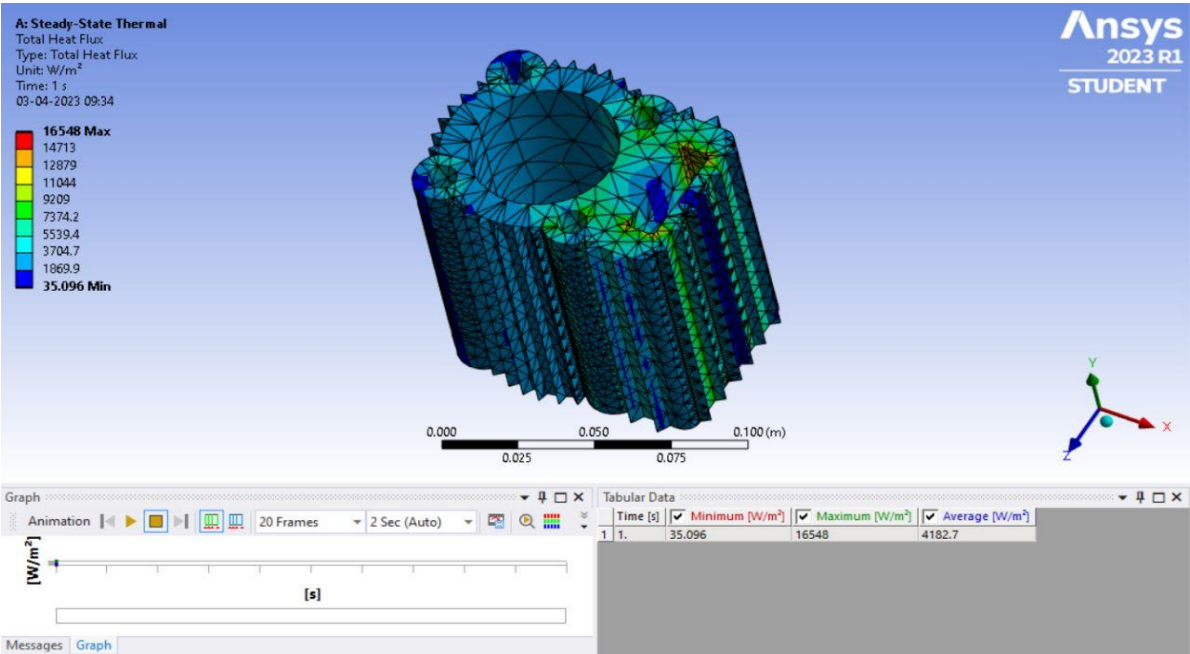 A: Steady-State Thermal
Total Heat Flux
Type: Total Heat Flux
Unit: W/m²
Time: 1 s
03-04-2023 09:34
16548 Max
14713
12879
11044
9209
7374.2
5539.4
3704.7
1869.9
35.096 Min
Ansys
2023 R1
STUDENT
0.000 0.050 0.100 (m)
0.025 0.075
Y
X
Z
Graph
Animation 20 Frames 2 Sec (Auto)
[W/m²]
[s]
Messages Graph
Tabular Data
Time [s] Minimum [W/m²] Maximum [W/m²] Average [W/m²]
1 1. 35.096 16548 4182.7